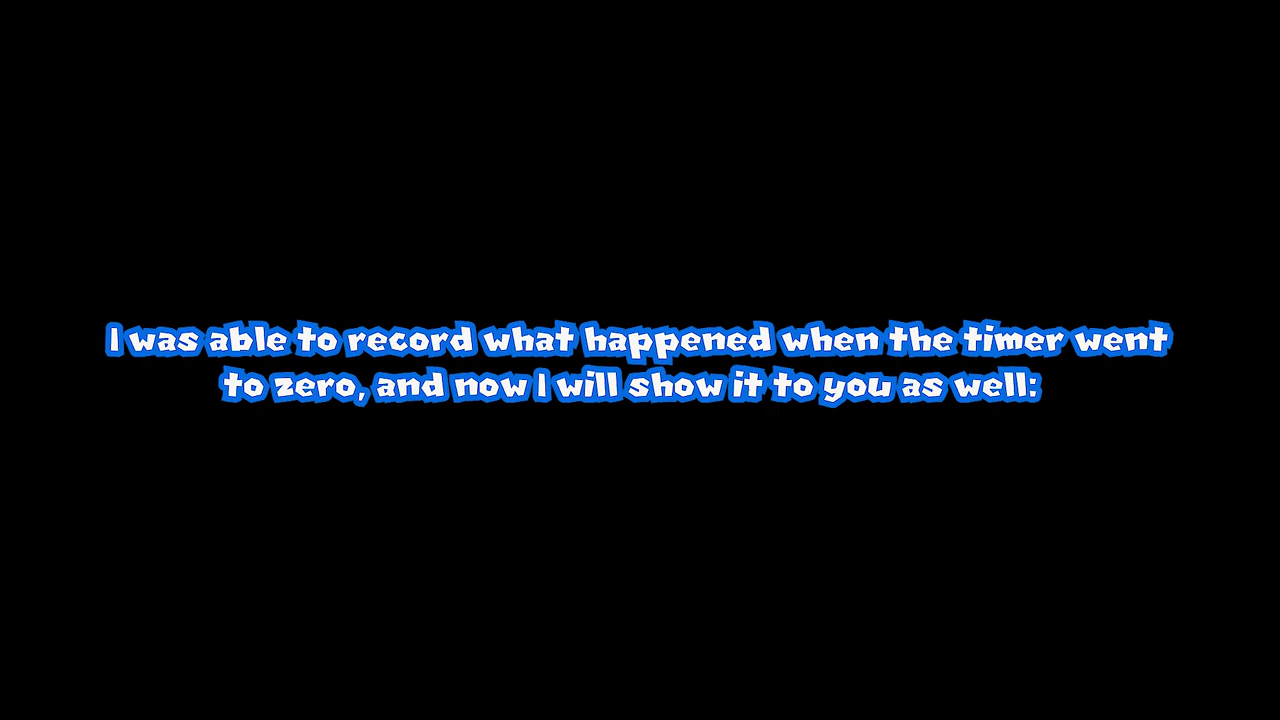 I was able to record what happened when the timer went
to zero, and now I will show it to you as well: